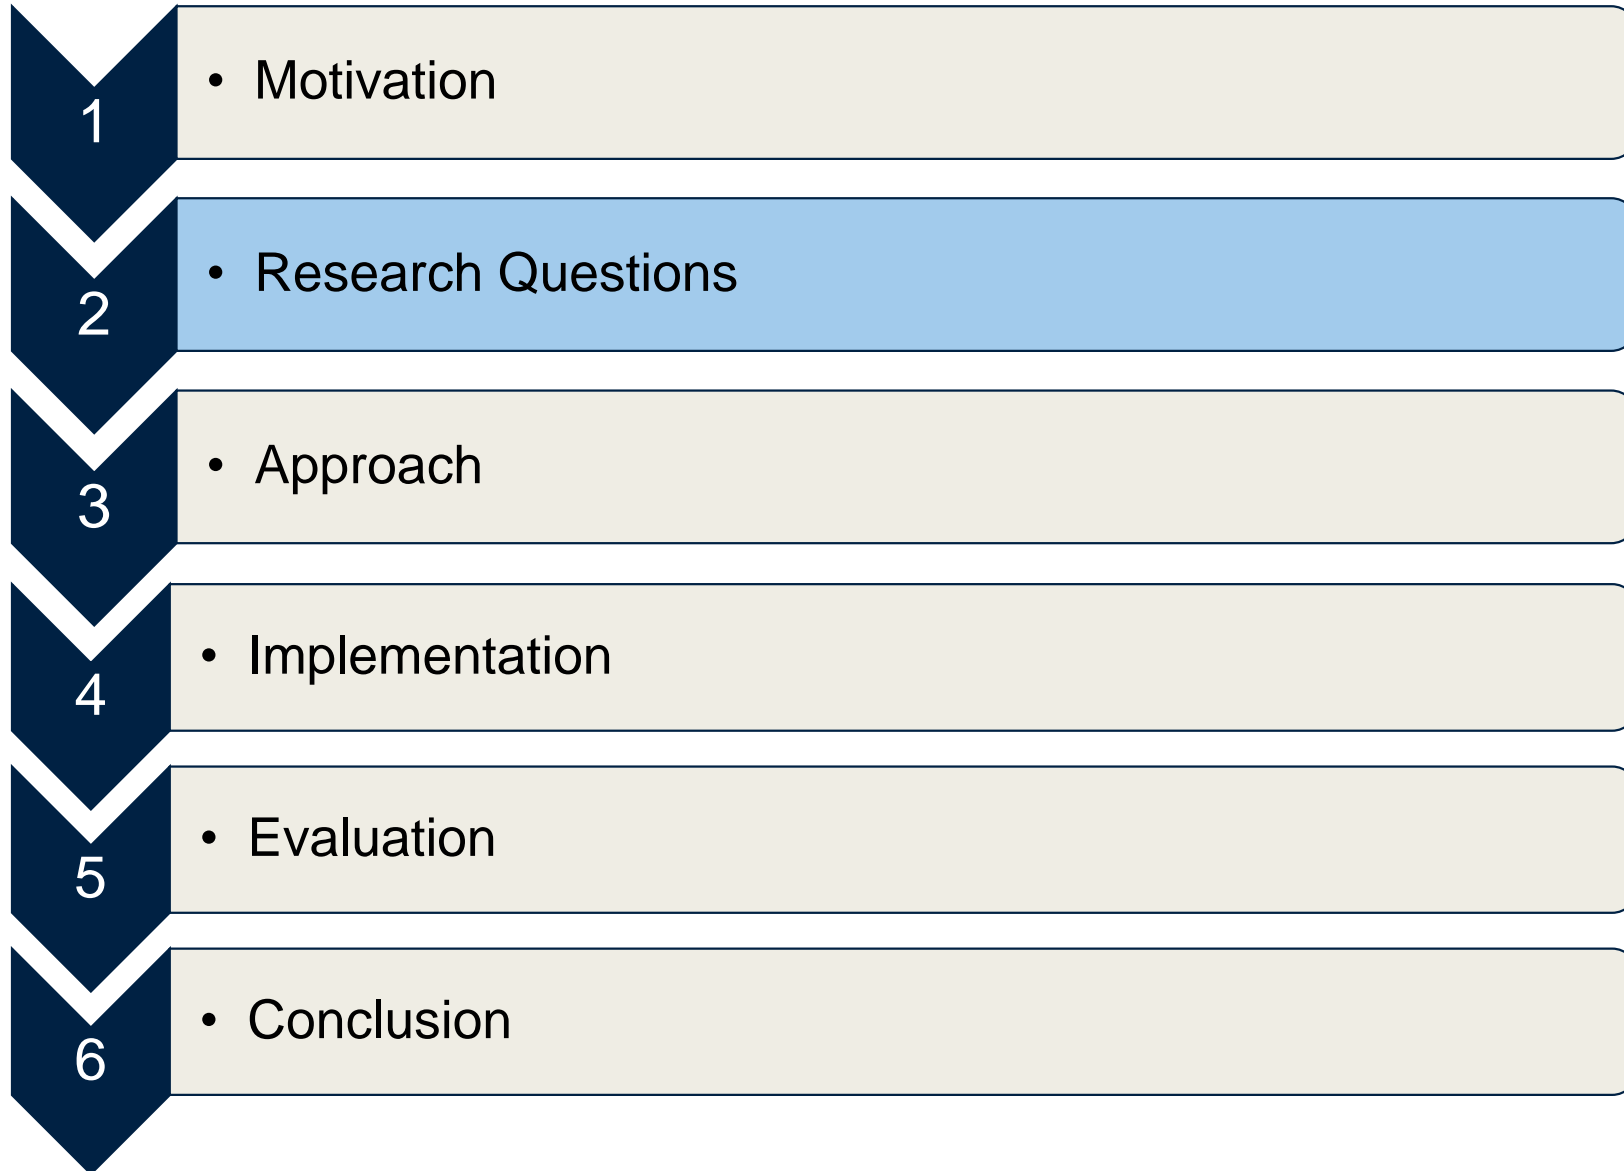 1
• Motivation
2
• Research Questions
3
• Approach
4
• Implementation
5
• Evaluation
6
• Conclusion